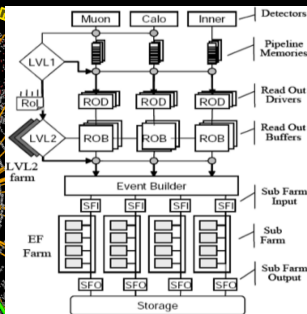 Muon Calo Inner Detectors
LVL1
Pipeline
Memories
RoI
ROD ROD ROD Read Out
Drivers
LVL2 ROB ROB ROB Read Out
Buffers
LVL2
farm
Event Builder
SFI SFI SFI SFI Sub Farm
Input
EF
Farm
Sub
Farm
SFO SFO SFO SFO Sub Farm
Output
Storage